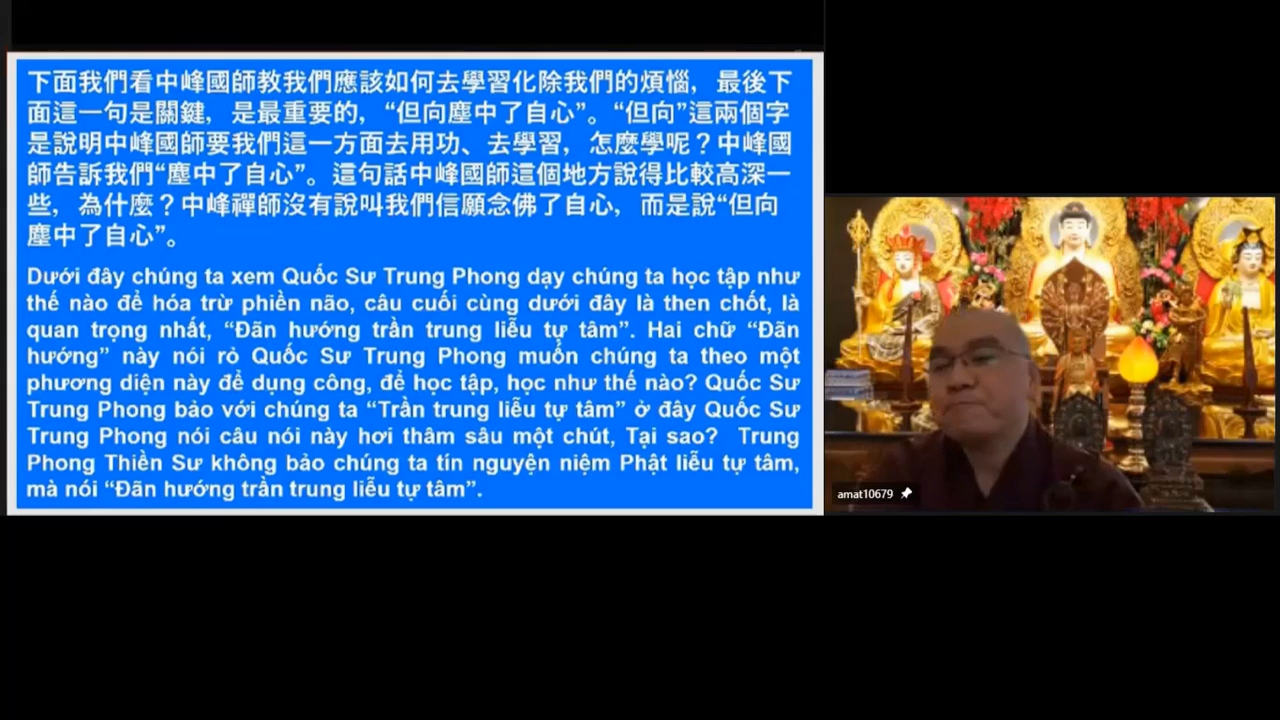 下面我們看中峰國師教我們應該如何去學習化除我們的煩惱，最後下
面這一句是關鍵，是最重要的，“但向塵中了自心”。“但向”這兩個字
是說明中峰國師要我們這一方面去用功、去學習，怎麼學呢？中峰國
師告訴我們“塵中了自心”。這句話中峰國師這個地方說得比較高深一
些，為什麼？中峰禪師沒有說叫我們信願念佛了自心，而是說“但向
塵中了自心”。
Dưới đây chúng ta xem Quốc Sư Trung Phong dạy chúng ta học tập như
thế nào để hóa trừ phiền não, câu cuối cùng dưới đây là then chốt, là
quan trọng nhất, “Đãn hướng trần trung liễu tự tâm”. Hai chữ “Đãn
hướng” này nói rỏ Quốc Sư Trung Phong muốn chúng ta theo một
phương diện này để dụng công, để học tập, học như thế nào? Quốc Sư
Trung Phong bảo với chúng ta “Trần trung liễu tự tâm” ở đây Quốc Sư
Trung Phong nói câu nói này hơi thâm sâu một chút, Tại sao? Trung
Phong Thiền Sư không bảo chúng ta tín nguyện niệm Phật liễu tự tâm,
mà nói “Đãn hướng trần trung liễu tự tâm”.
amat10679